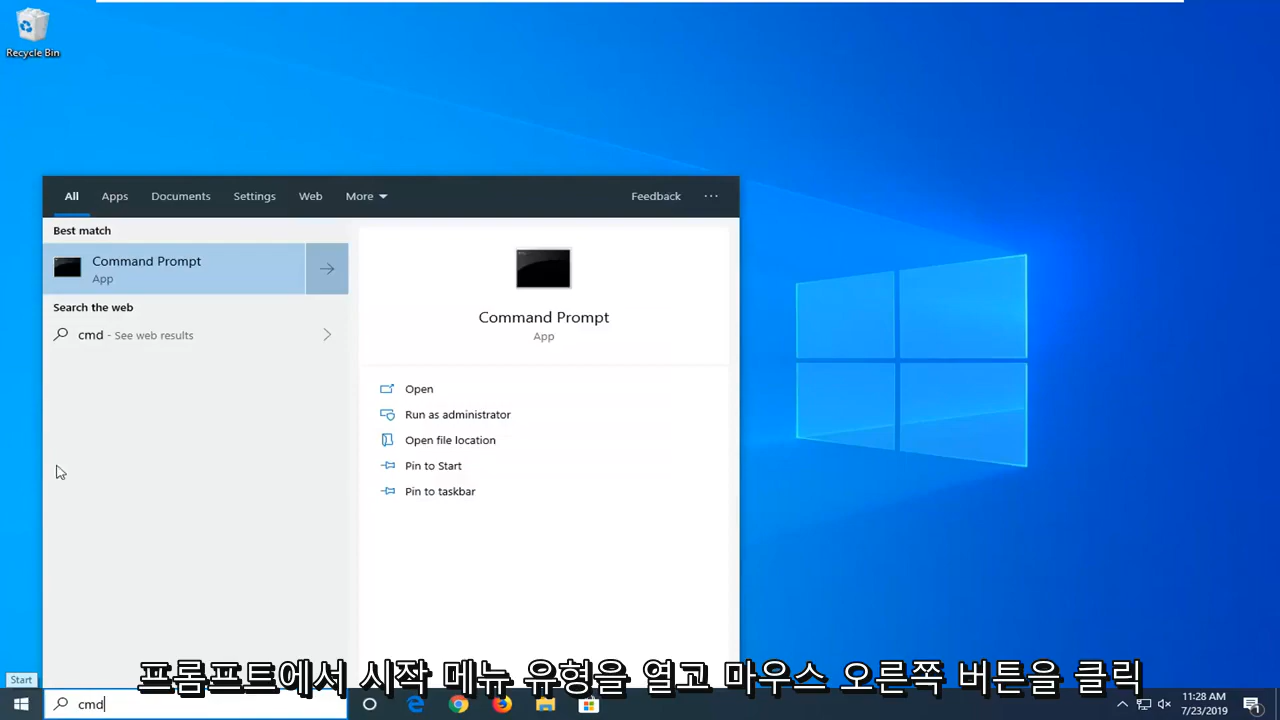 Recycle Bin
All Apps Documents Settings Web More Feedback ...
Best match
Command Prompt
App
Search the web
cmd - See web results
Command Prompt
App
Open
Run as administrator
Open file location
Pin to Start
Pin to taskbar
프롬프트에서 시작 메뉴 유형을 열고 마우스 오른쪽 버튼을 클릭
Start
cmd
11:28 AM
7/23/2019
1